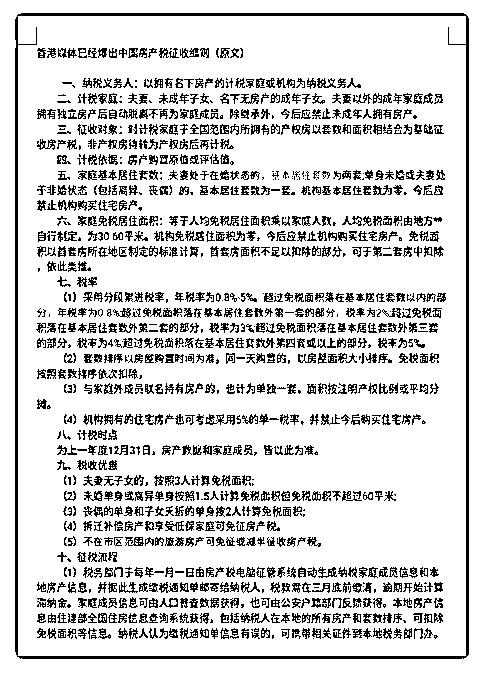 香港媒体已经爆出中国房产税征收细则（原文）
一、纳税义务人：以拥有名下房产的计税家庭或机构为纳税义务人。
二、计税家庭：夫妻、未成年子女、名下无房产的成年子女。夫妻以外的成年家庭成员
拥有独立房产后自动脱离不再为家庭成员。除继承外，今后应禁止未成年人拥有房产。
三、征收对象：对计税家庭于全国范围内所拥有的产权房以套数和面积相结合为基础征
收房产税，非产权房待转为产权房后再计税。
四、计税依据：房产购置原值或评估值。
五、家庭基本居住套数：夫妻处于在婚状态的，基本居住套数为两套;单身未婚或夫妻处
于非婚状态（包括离异、丧偶）的、基本居住套数为一套。机构基本居住套数为零，今后应
禁止机构购买住宅房产。
六、家庭免税居住面积：等于人均免税居住面积乘以家庭人数。人均免税面积由地方**
自行制定，为30-60平米。机构免税居住面积为零，今后应禁止机构购买住宅房产。免税面
积以首套房所在地区制定的标准计算，首套房面积不足以扣除的部分，可于第二套房中扣除
，依此类推。
七、税率
（1）采用分段累进税率，年税率为0.8%-5%。超过免税面积落在基本居住套数以内的部
分，年税率为0.8%;超过免税面积落在基本居住套数外第一套的部分，税率为2%;超过免税面
积落在基本居住套数外第二套的部分，税率为3%;超过免税面积落在基本居住套数外第三套
的部分，税率为4%;超过免税面积落在基本居住套数外第四套或以上的部分，税率为5%。
（2）套数排序以房屋购置时间为准，同一天购置的，以房屋面积大小排序。免税面积
按照套数排序依次扣除，
（3）与家庭外成员联名持有房产的，也计为单独一套。面积按注明产权比例或平均分
摊。
（4）机构拥有的住宅房产也可考虑采用5%的单一税率，并禁止今后购买住宅房产。
八、计税时点
为上一年度12月31日，房产数据和家庭成员，皆以此为准。
九、税收优惠
（1）夫妻无子女的，按照3人计算免税面积;
（2）未婚单身或离异单身按照1.5人计算免税面积但免税面积不超过60平米;
（3）丧偶的单身和子女夭折的单身按2人计算免税面积;
（4）拆迁补偿房产和享受低保家庭可免征房产税。
（5）不在市区范围内的旅游房产可免征或减半征收房产税。
十、征税流程
（1）税务部门于每年一月一日由房产税电脑征管系统自动生成纳税家庭成员信息和本
地房产信息，并据此生成缴税通知单邮寄给纳税人，税款需在三月底前缴清，逾期开始计算
滞纳金。家庭成员信息可由人口普查数据获得，也可由公安户籍部门反馈获得。本地房产信
息由住建部全国住房信息查询系统获得，包括纳税人在本地的所有房产和套数排序、可扣除
免税面积等信息。纳税人认为缴税通知单信息有误的，可携带相关证件到本地税务部门办。